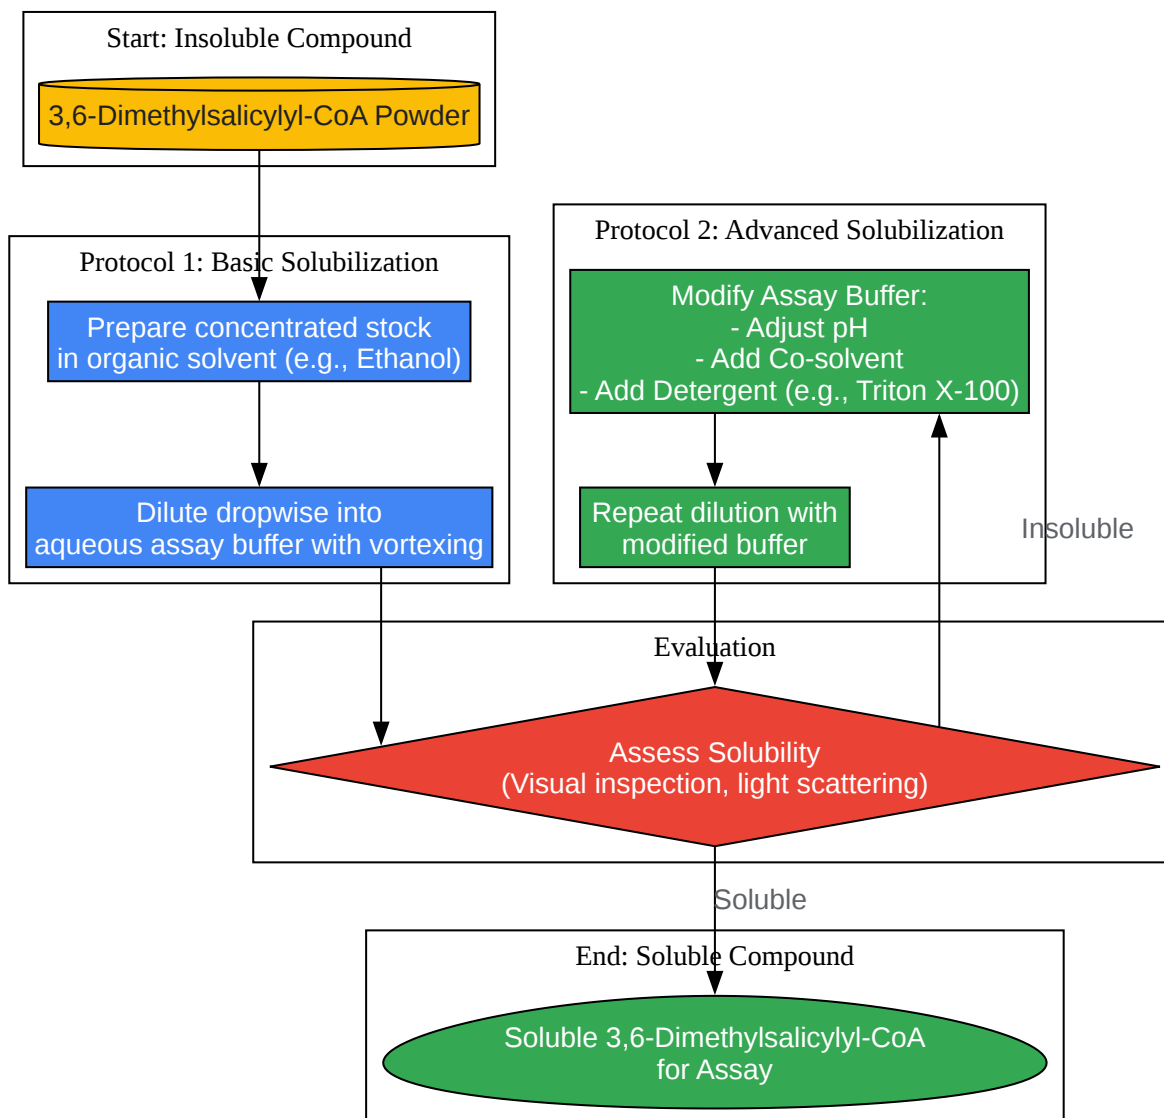 Start: Insoluble Compound
3,6-Dimethylsalicylyl-CoA Powder
Protocol 1: Basic Solubilization
Prepare concentrated stock
in organic solvent (e.g., Ethanol)
Dilute dropwise into
aqueous assay buffer with vortexing
Protocol 2: Advanced Solubilization
Modify Assay Buffer:
- Adjust pH
- Add Co-solvent
- Add Detergent (e.g., Triton X-100)
Repeat dilution with
modified buffer
Insoluble
Evaluation
Assess Solubility
(Visual inspection, light scattering)
Soluble
End: Soluble Compound
Soluble 3,6-Dimethylsalicylyl-CoA
for Assay